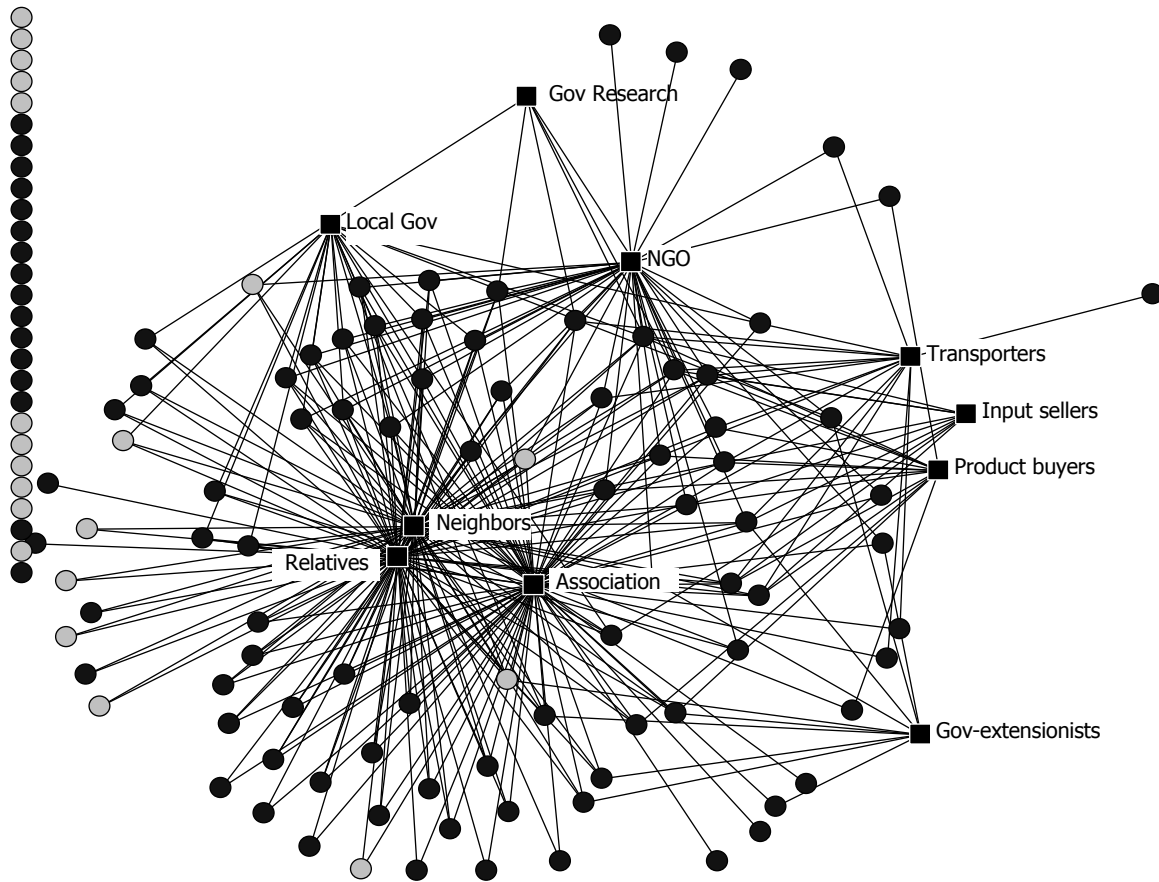 Gov Research
Local Gov
NGO
Transporters
Input sellers
Product buyers
Neighbors
Relatives
Association
Gov-extensionists